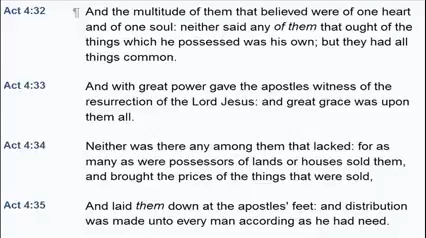 Act 4:32 ¶ And the multitude of them that believed were of one heart
and of one soul: neither said any of them that ought of the
things which he possessed was his own; but they had all
things common.
Act 4:33 And with great power gave the apostles witness of the
resurrection of the Lord Jesus: and great grace was upon
them all.
Act 4:34 Neither was there any among them that lacked: for as
many as were possessors of lands or houses sold them,
and brought the prices of the things that were sold,
Act 4:35 And laid them down at the apostles' feet: and distribution
was made unto every man according as he had need.